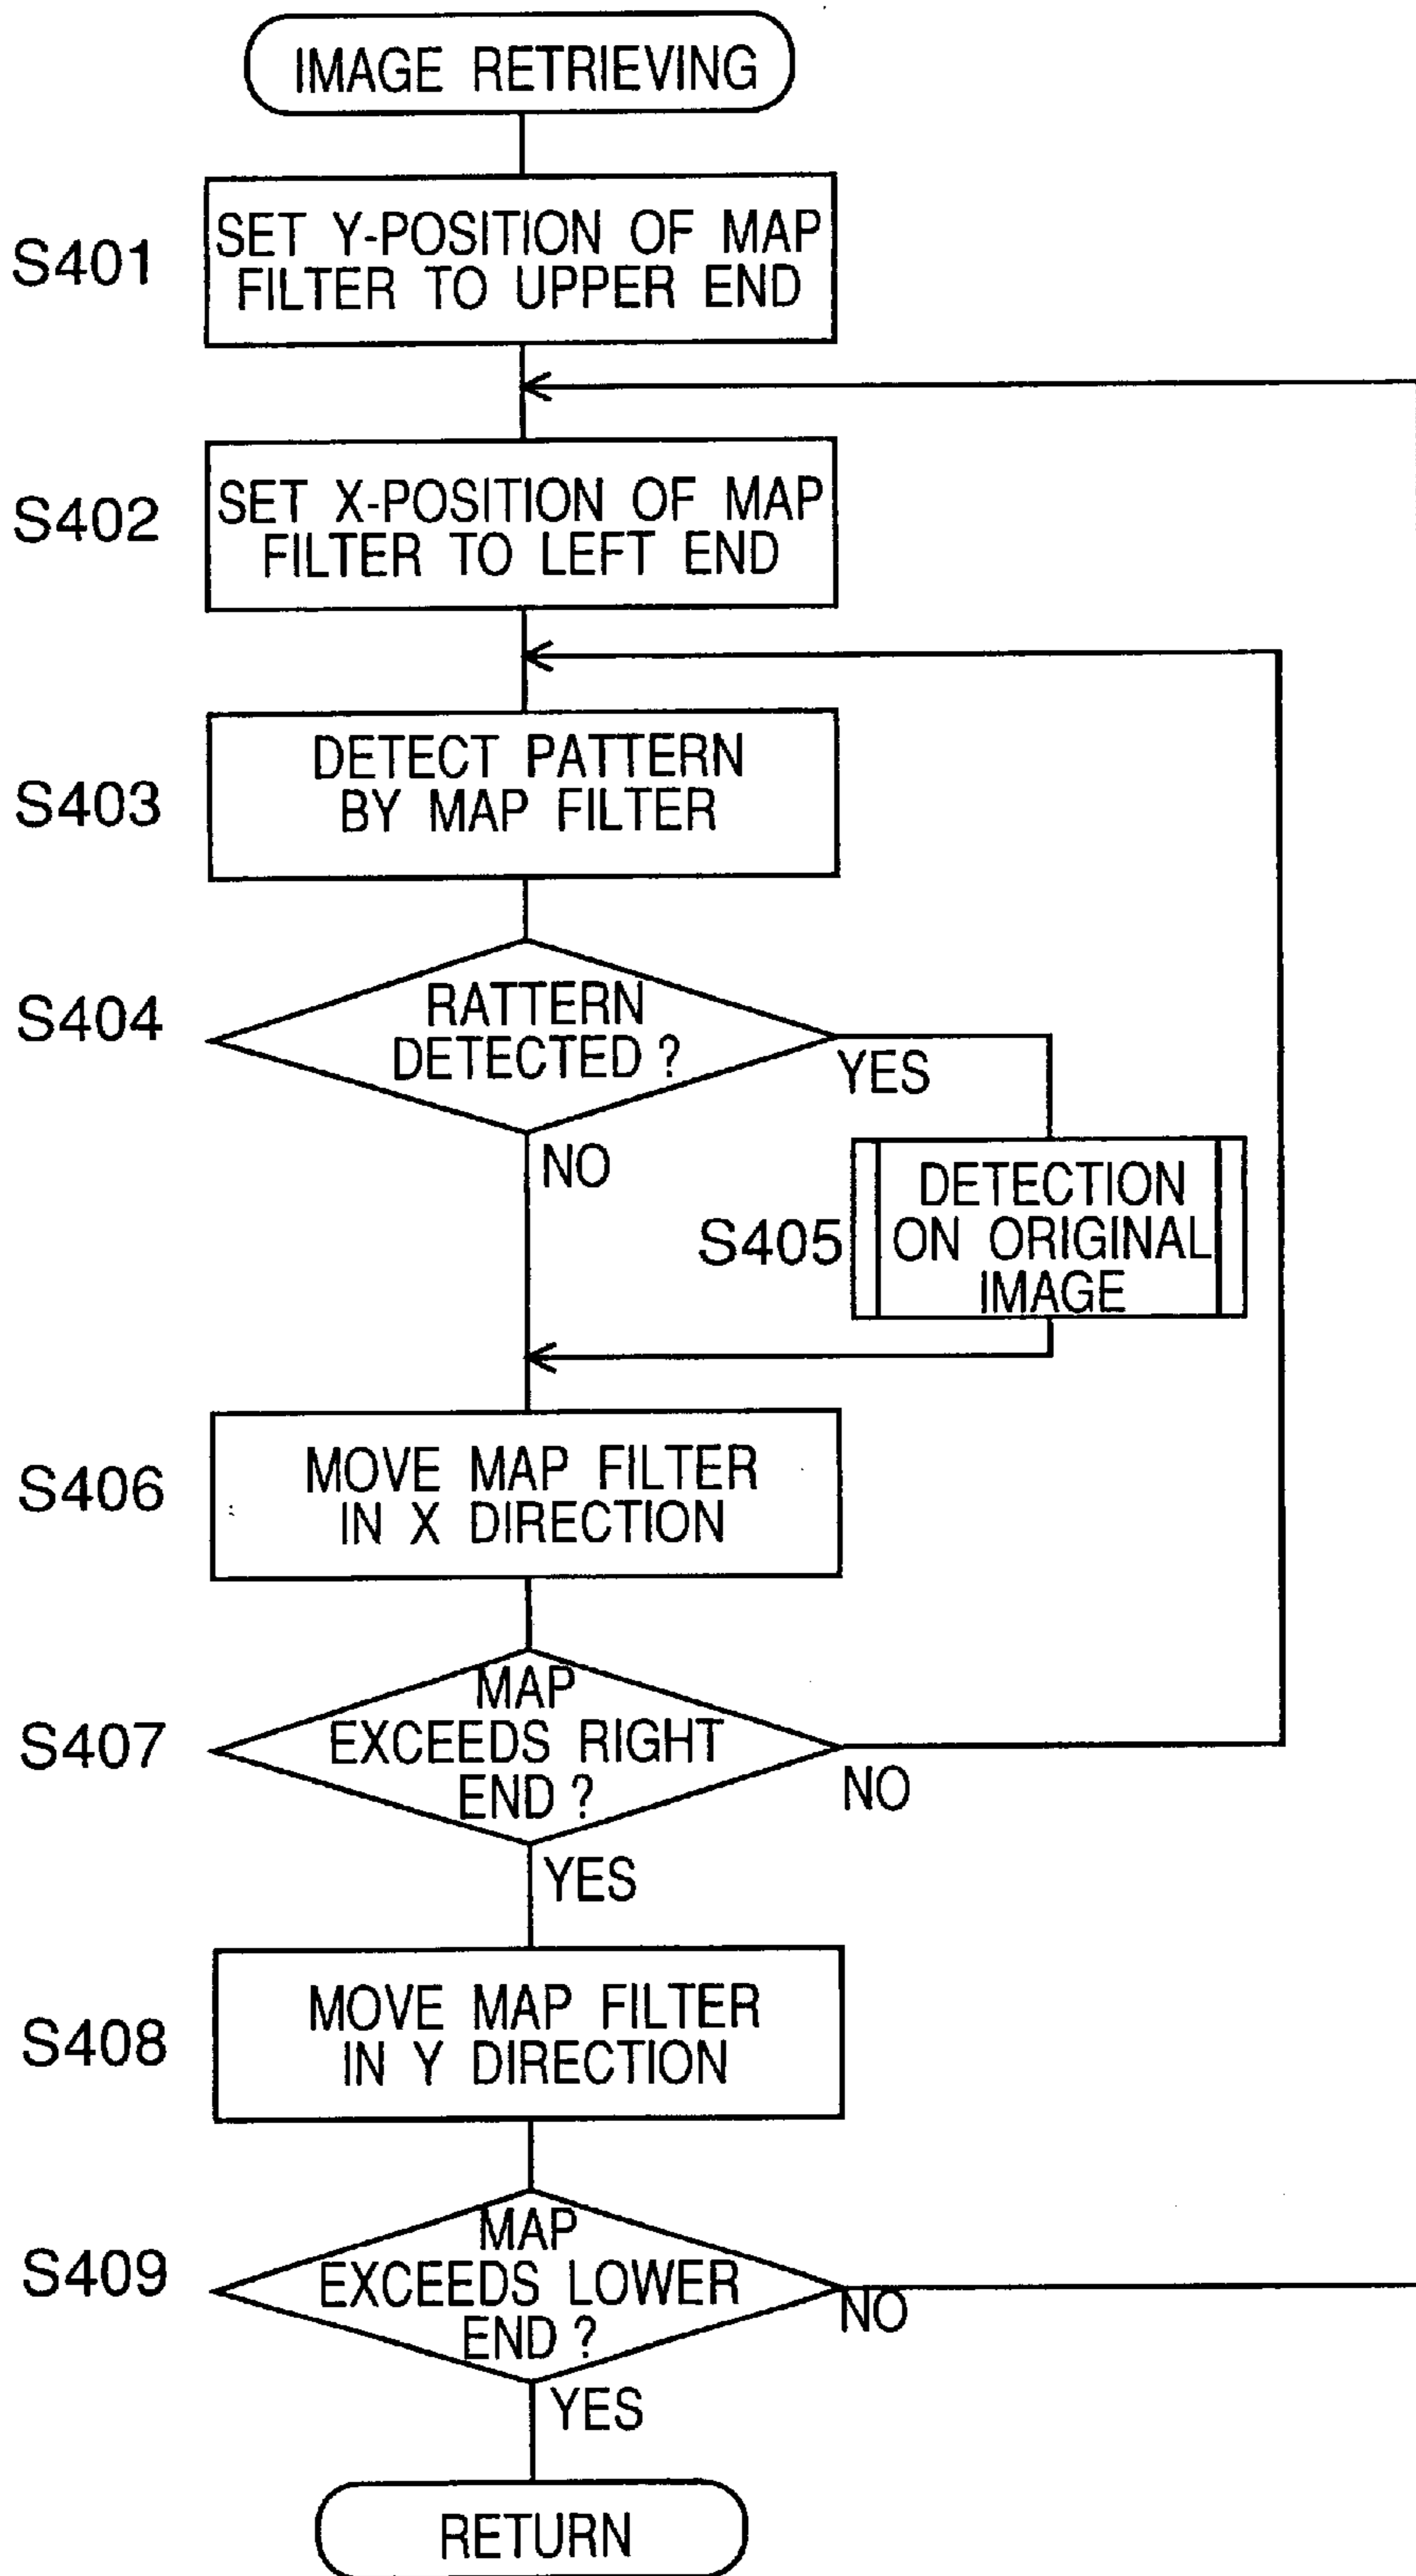 IMAGE RETRIEVING
S401
SET Y-POSITION OF MAP
FILTER TO UPPER END
S402
SET X-POSITION OF MAP
FILTER TO LEFT END
S403
DETECT PATTERN
BY MAP FILTER
S404
RATTERN
DETECTED ?
YES
NO
S405
DETECTION
ON ORIGINAL
IMAGE
S406
MOVE MAP FILTER
IN X DIRECTION
S407
MAP
EXCEEDS RIGHT
END ?
NO
YES
S408
MOVE MAP FILTER
IN Y DIRECTION
S409
MAP
EXCEEDS LOWER
END ?
NO
YES
RETURN